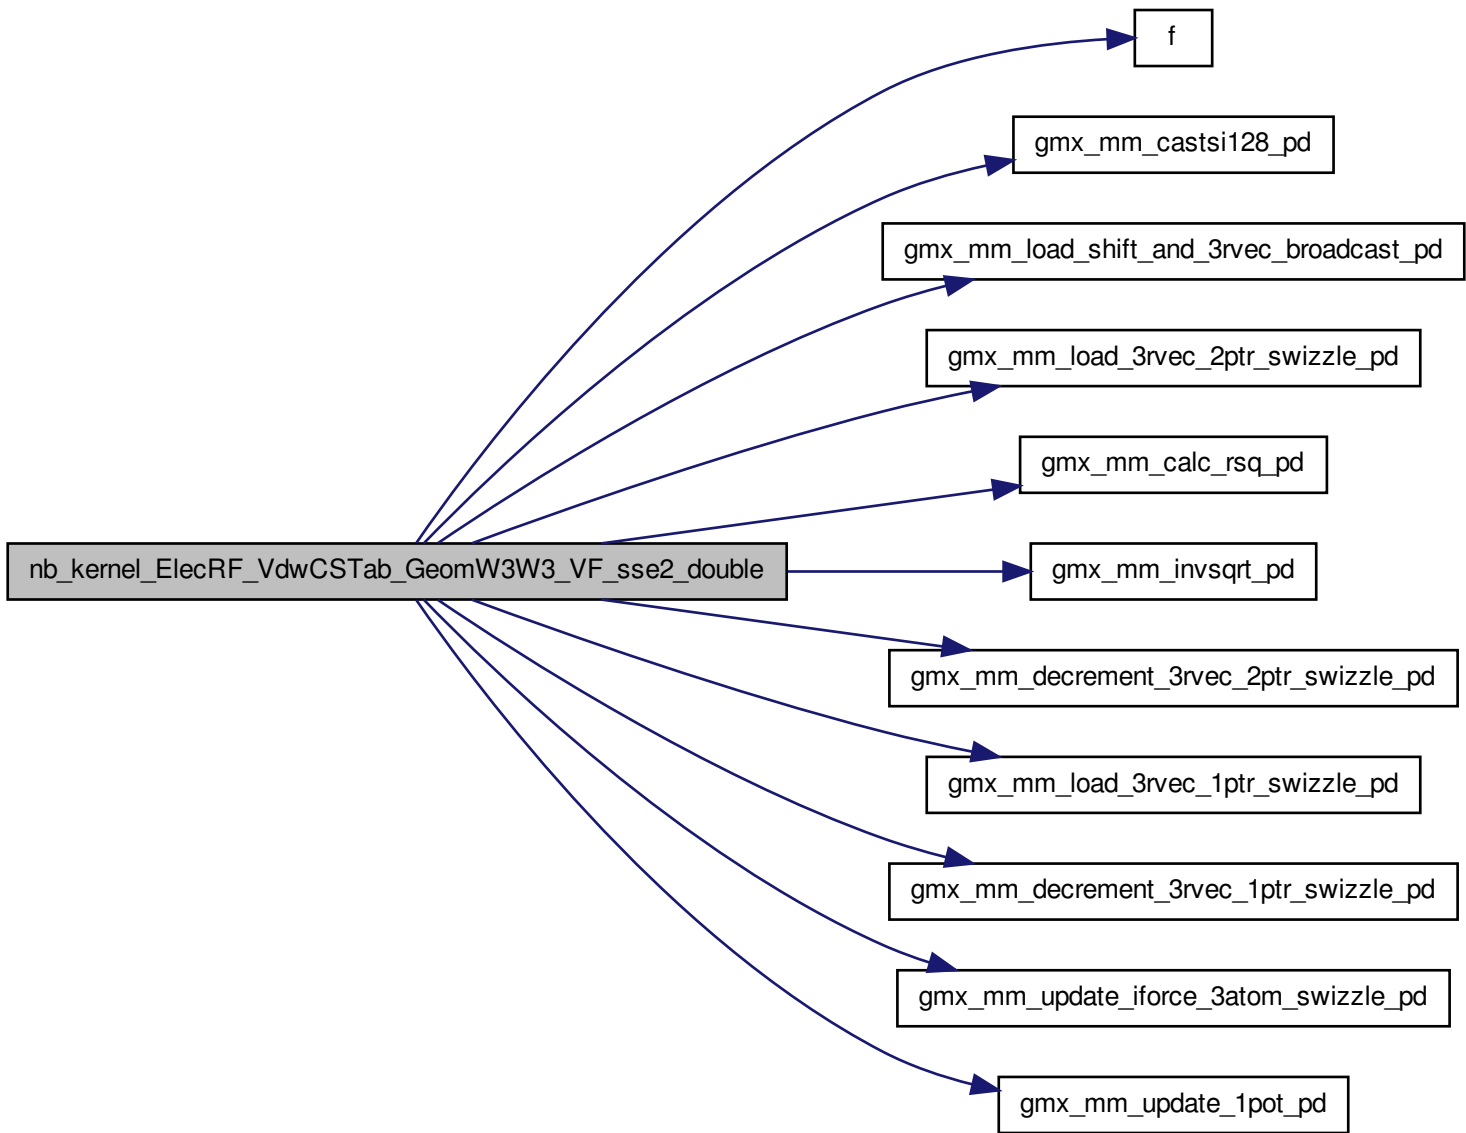 f
gmx_mm_castsi128_pd
gmx_mm_load_shift_and_3rvec_broadcast_pd
gmx_mm_load_3rvec_2ptr_swizzle_pd
gmx_mm_calc_rsq_pd
nb_kernel_ElecRF_VdwCSTab_GeomW3W3_VF_sse2_double
gmx_mm_invsqrt_pd
gmx_mm_decrement_3rvec_2ptr_swizzle_pd
gmx_mm_load_3rvec_1ptr_swizzle_pd
gmx_mm_decrement_3rvec_1ptr_swizzle_pd
gmx_mm_update_iforce_3atom_swizzle_pd
gmx_mm_update_1pot_pd